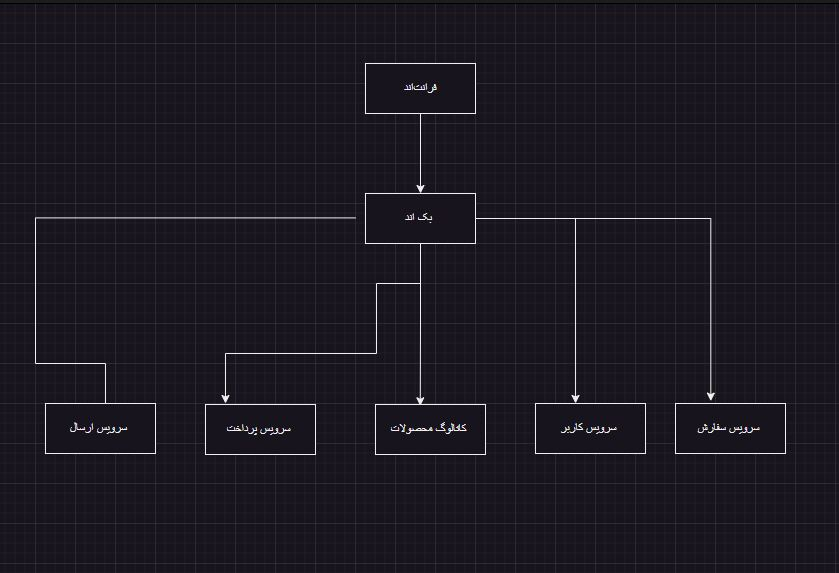 فرانت‌اند
بک اند
سرویس سفارش
سرویس کاربر
کاتالوگ محصولات
سرویس پرداخت
سرویس ارسال